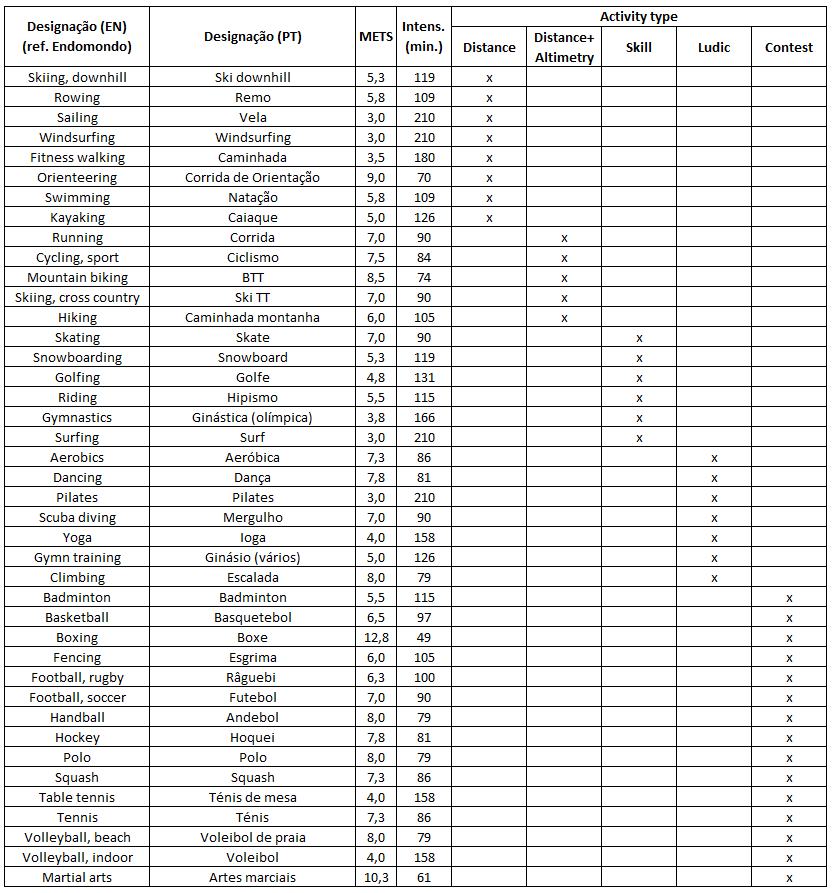 Designação (EN) (ref. Endomondo) Designação (PT) METS Intens. (min.) Activity type
Distance Distance+ Altimetry Skill Ludic Contest
Skiing, downhill Ski downhill 5,3 119 x
Rowing Remo 5,8 109 x
Sailing Vela 3,0 210 x
Windsurfing Windsurfing 3,0 210 x
Fitness walking Caminhada 3,5 180 x
Orienteering Corrida de Orientação 9,0 70 x
Swimming Natação 5,8 109 x
Kayaking Caiaque 5,0 126 x
Running Corrida 7,0 90 x
Cycling, sport Ciclismo 7,5 84 x
Mountain biking BTT 8,5 74 x
Skiing, cross country Ski TT 7,0 90 x
Hiking Caminhada montanha 6,0 105 x
Skating Skate 7,0 90 x
Snowboarding Snowboard 5,3 119 x
Golfing Golfe 4,8 131 x
Riding Hipismo 5,5 115 x
Gymnastics Ginástica (olímpica) 3,8 166 x
Surfing Surf 3,0 210 x
Aerobics Aeróbica 7,3 86 x
Dancing Dança 7,8 81 x
Pilates Pilates 3,0 210 x
Scuba diving Mergulho 7,0 90 x
Yoga Ioga 4,0 158 x
Gymn training Ginásio (vários) 5,0 126 x
Climbing Escalada 8,0 79 x
Badminton Badminton 5,5 115 x
Basketball Basquetebol 6,5 97 x
Boxing Boxe 12,8 49 x
Fencing Esgrima 6,0 105 x
Football, rugby Râguebi 6,3 100 x
Football, soccer Futebol 7,0 90 x
Handball Andebol 8,0 79 x
Hockey Hoquei 7,8 81 x
Polo Polo 8,0 79 x
Squash Squash 7,3 86 x
Table tennis Ténis de mesa 4,0 158 x
Tennis Ténis 7,3 86 x
Volleyball, beach Voleibol de praia 8,0 79 x
Volleyball, indoor Voleibol 4,0 158 x
Martial arts Artes marciais 10,3 61 x